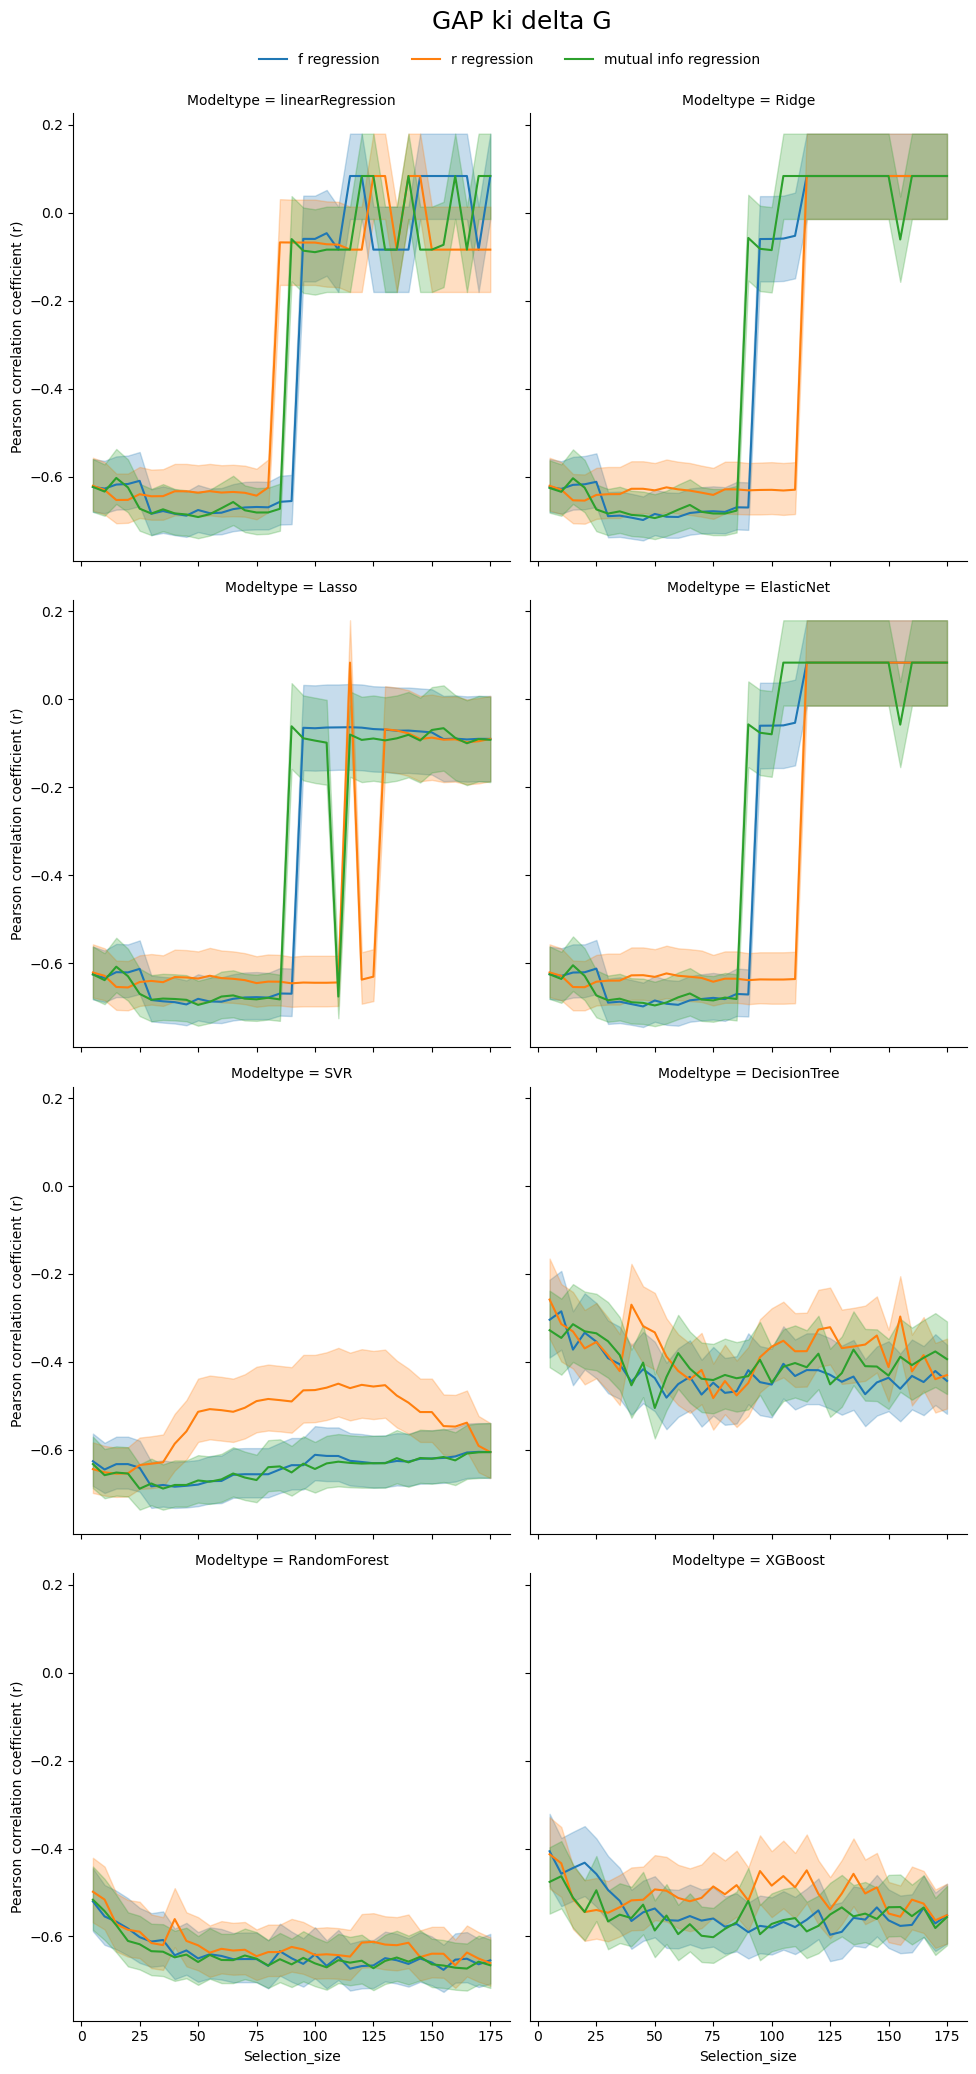 GAP ki delta G
f regression r regression mutual info regression
Modeltype = linearRegression
Modeltype = Ridge
0.2
0.0
−0.2
−0.4
−0.6
Pearson correlation coefficient (r)
Modeltype = Lasso
Modeltype = ElasticNet
0.2
0.0
−0.2
−0.4
−0.6
Pearson correlation coefficient (r)
Modeltype = SVR
Modeltype = DecisionTree
0.2
0.0
−0.2
−0.4
−0.6
Pearson correlation coefficient (r)
Modeltype = RandomForest
Modeltype = XGBoost
0.2
0.0
−0.2
−0.4
−0.6
Pearson correlation coefficient (r)
0 25 50 75 100 125 150 175
Selection_size
0 25 50 75 100 125 150 175
Selection_size